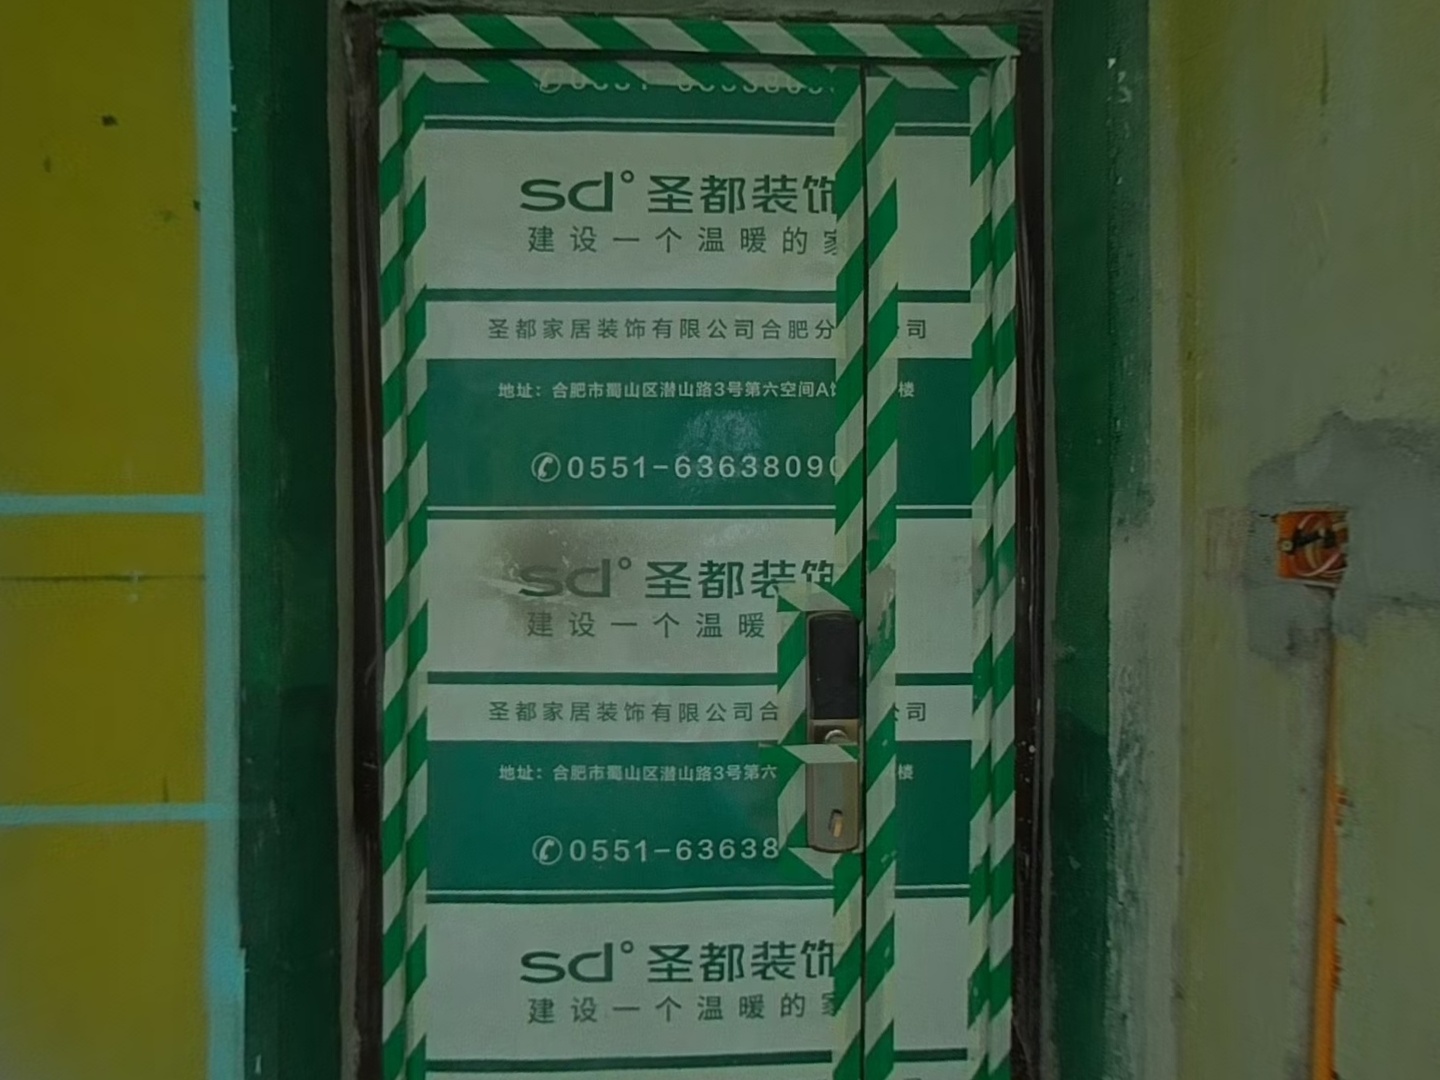 sd°圣都装饰
建设一个温暖的家
圣都家居装饰有限公司合肥分 司
地址：合肥市蜀山区潜山路3号第六空间A 楼
0551-63638090
sd°圣都装饰
建设一个温暖
圣都家居装饰有限公司合 司
地址：合肥市蜀山区潜山路3号第六 楼
0551-63638
sd°圣都装饰
建设一个温暖的家